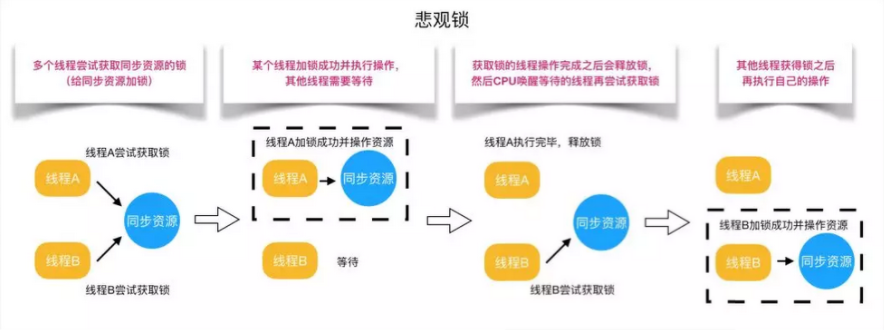 悲观锁
多个线程尝试获取同步资源的锁
（给同步资源加锁）
某个线程加锁成功并执行操作，
其他线程需要等待
获取锁的线程操作完成之后会释放锁，
然后CPU唤醒等待的线程再尝试获取锁
其他线程获得锁之后
再执行自己的操作
线程A尝试获取锁
线程A
同步资源
线程B
线程B尝试获取锁
线程A加锁成功并操作资源
线程A
同步资源
线程B
等待
线程A执行完毕，释放锁
线程A
同步资源
线程B
线程B尝试获取锁
线程A
线程B加锁成功并操作资源
线程B
同步资源